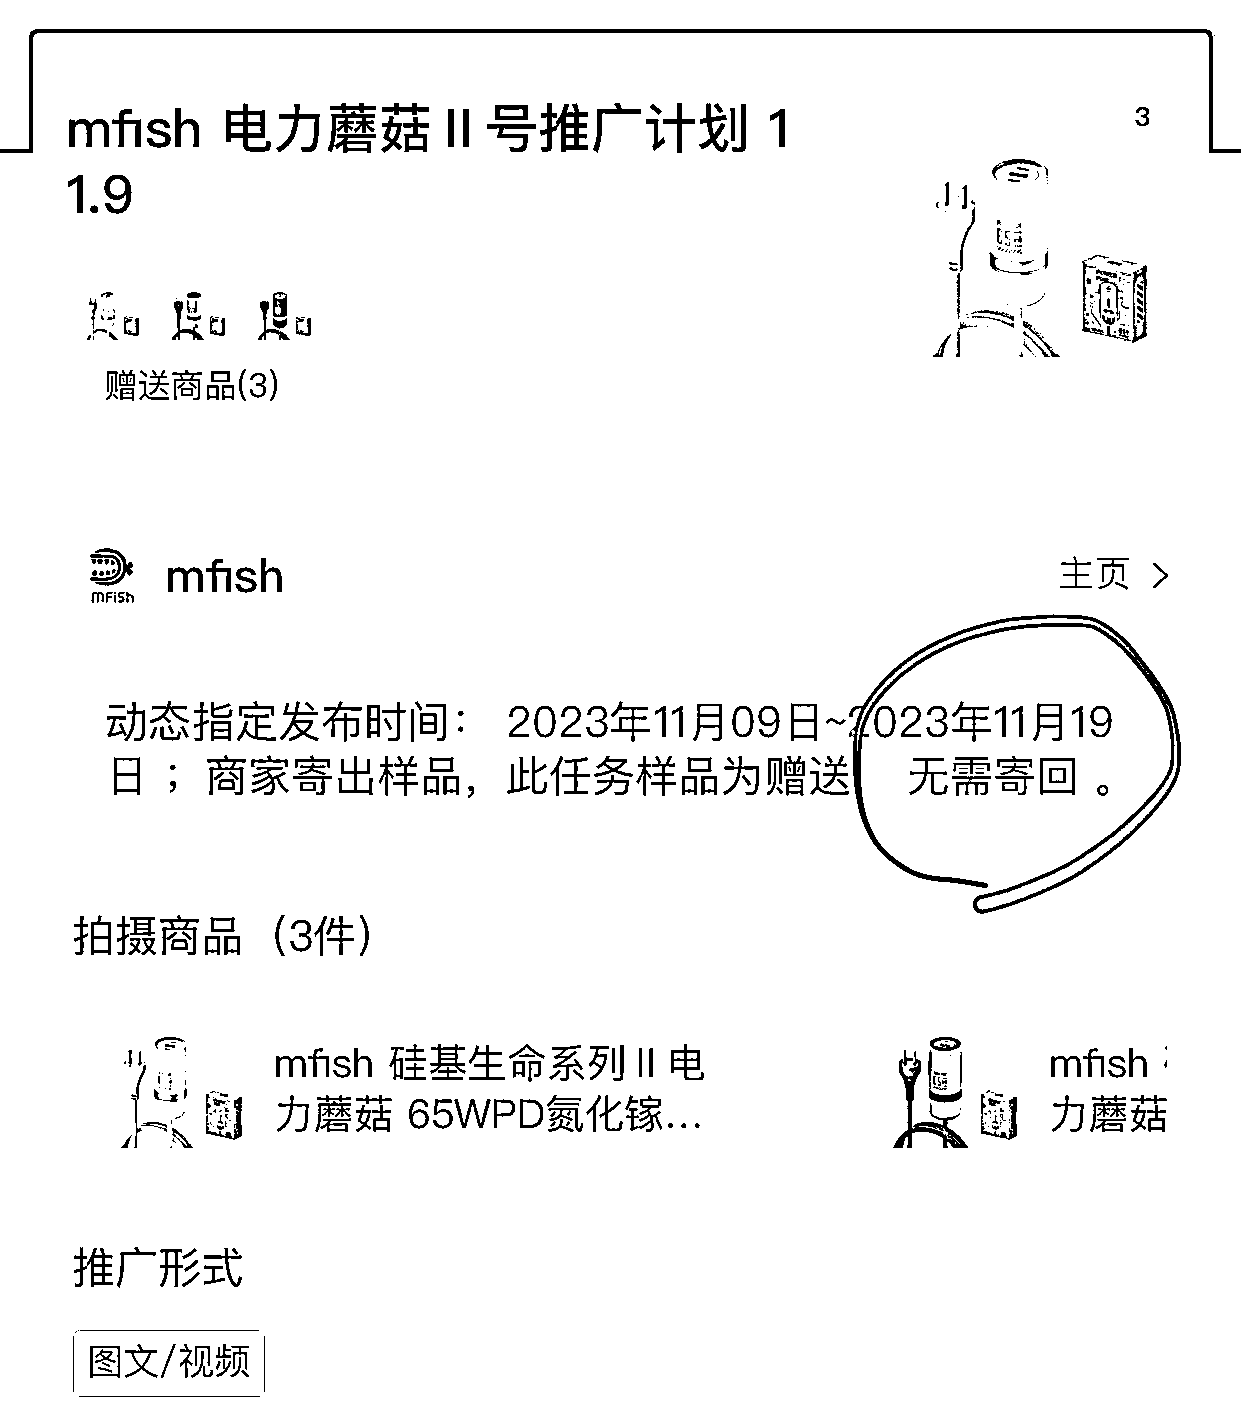 mfish 电力蘑菇 II 号推广计划 1
1.9
3
赠送商品(3)
mfish
mfish
主页 >
动态指定发布时间： 2023年11月09日~2023年11月19
日 ；商家寄出样品，此任务样品为赠送 无需寄回 。
拍摄商品（3件）
mfish 硅基生命系列 II 电
力蘑菇 65WPD氮化镓...
mfish
力蘑菇
推广形式
图文/视频